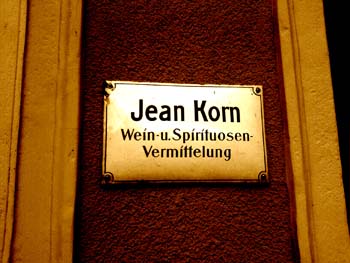 Jean Korn
Wein-u.Spirituosen-
Vermittelung